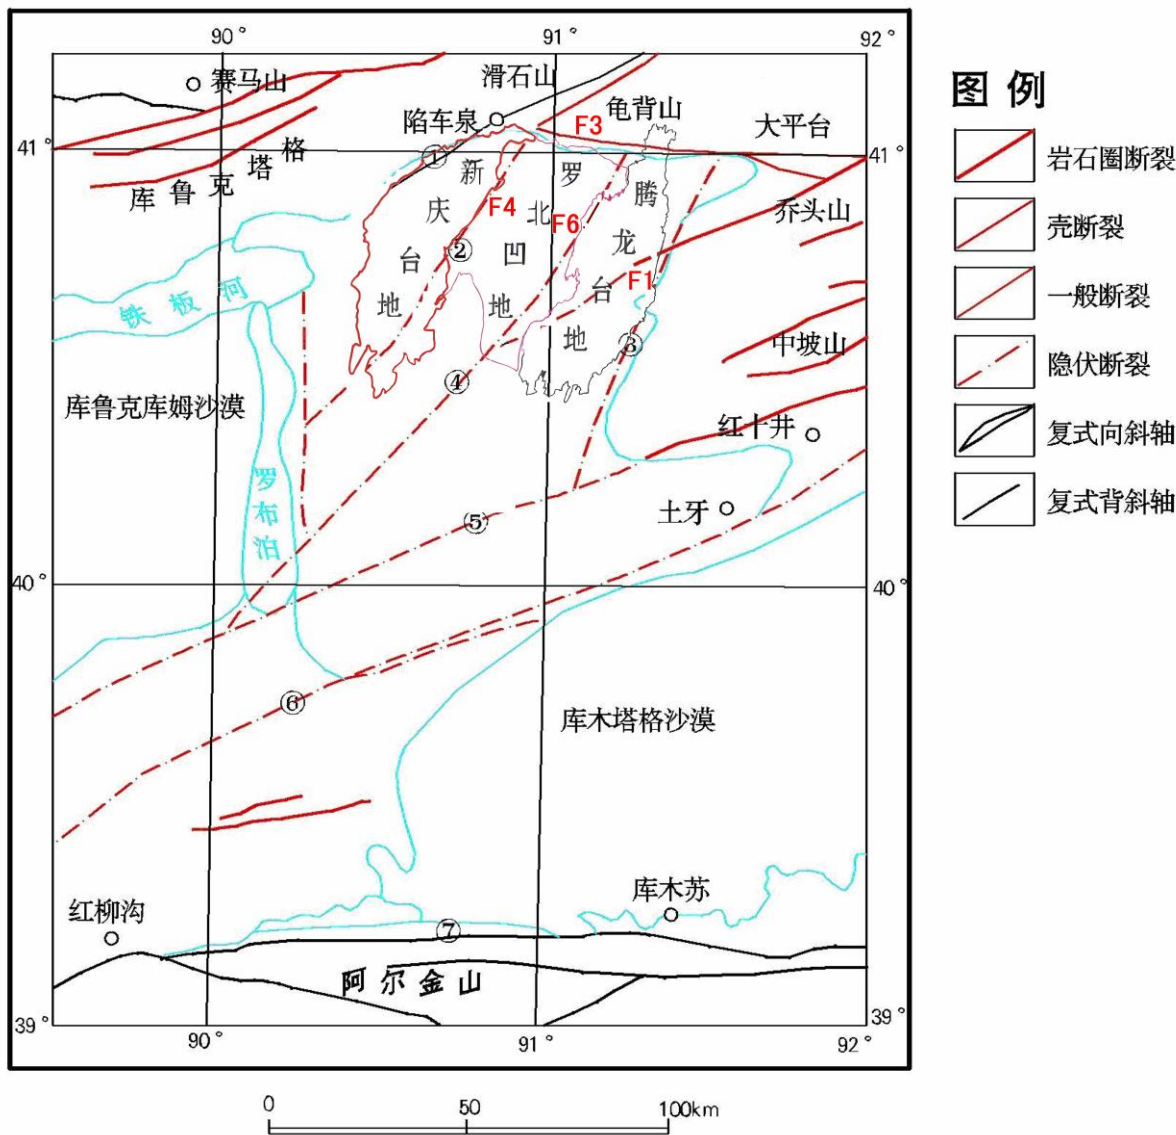 90°
91°
92°
赛马山
滑石山
陷车泉
龟背山
F3
大平台
41°
41°
①
库鲁克塔格
新庆台地
罗北凹地
腾龙台地
F4
F6
F1
乔头山
②
③
④
铁板河
中坡山
库鲁克库姆沙漠
红十井
罗布泊
⑤
土牙
40°
40°
⑥
库木塔格沙漠
红柳沟
库木苏
⑦
阿尔金山
39°
39°
90°
91°
92°
0
50
100km
图例
岩石圈断裂
壳断裂
一般断裂
隐伏断裂
复式向斜轴
复式背斜轴